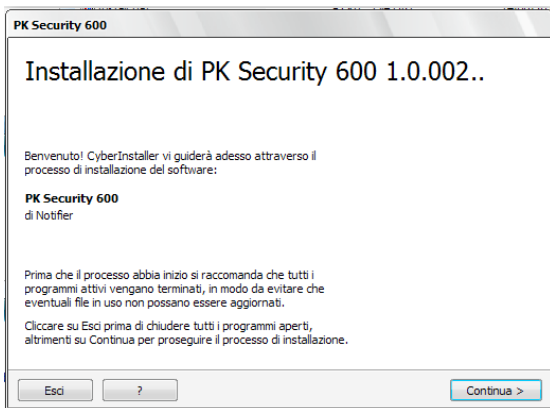 PK Security 600
Installazione di PK Security 600 1.0.002..
Benvenuto! CyberInstaller vi guiderà adesso attraverso il
processo di installazione del software:
PK Security 600
di Notifier
Prima che il processo abbia inizio si raccomanda che tutti i
programmi attivi vengano terminati, in modo da evitare che
eventuali file in uso non possano essere aggiornati.
Cliccare su Esci prima di chiudere tutti i programmi aperti,
altrimenti su Continua per proseguire il processo di installazione.
Esci ? Continua >